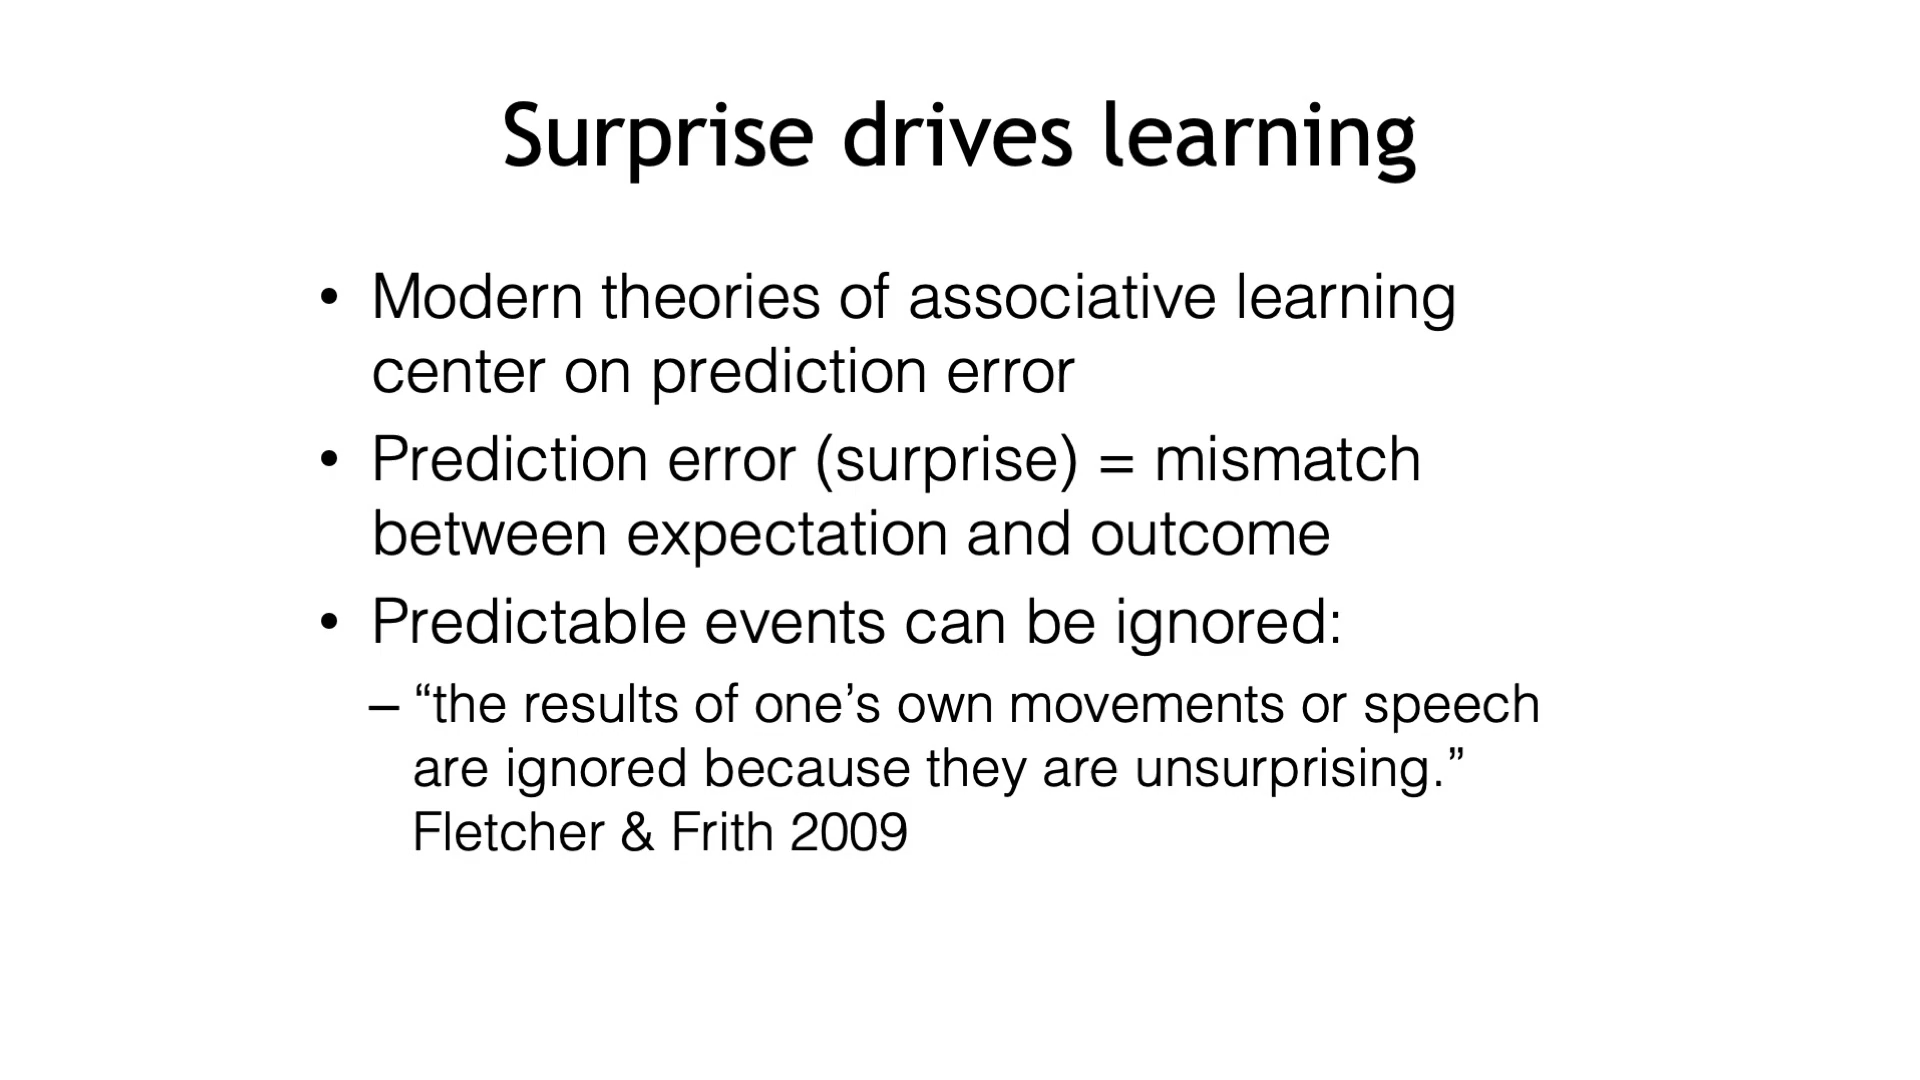 Surprise drives learning
• Modern theories of associative learning
center on prediction error
• Prediction error (surprise) = mismatch
between expectation and outcome
• Predictable events can be ignored:
– “the results of one’s own movements or speech
are ignored because they are unsurprising.”
Fletcher & Frith 2009